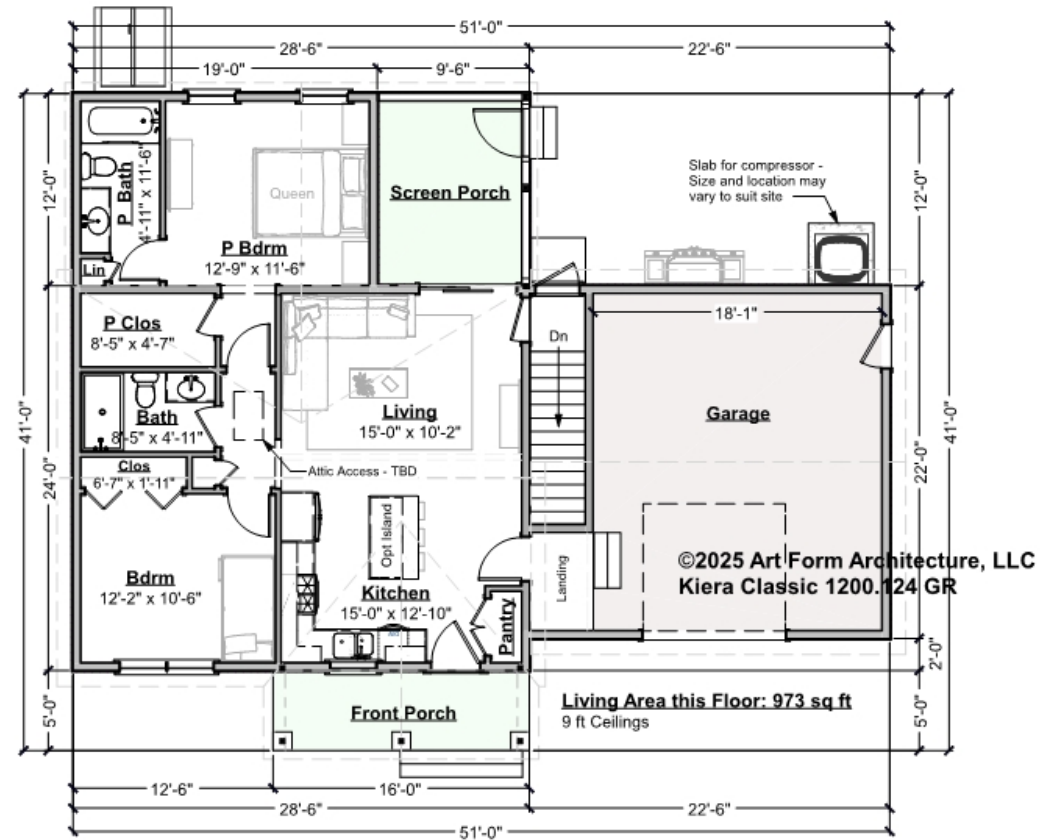 51'-0"
28'-6"
22'-6"
19'-0"
9'-6"
12'-0"
P Bath
4'-11" x 11'-6"
Queen
Screen Porch
Slab for compressor -
Size and location may
vary to suit site
12'-0"
P Bdrm
12'-9" x 11'-6"
Lin
P Clos
8'-5" x 4'-7"
Dn
18'-1"
41'-0"
24'-0"
Bath
8'-5" x 4'-11"
Living
15'-0" x 10'-2"
Garage
22'-0"
41'-0"
Clos
6'-7" x 1'-11"
Attic Access - TBD
Opt Island
Bdrm
12'-2" x 10'-6"
Kitchen
15'-0" x 12'-10"
Pantry
Landing
©2025 Art Form Architecture, LLC
Kiera Classic 1200.124 GR
2'-0"
5'-0"
Front Porch
Living Area this Floor: 973 sq ft
9 ft Ceilings
5'-0"
12'-6"
16'-0"
28'-6"
22'-6"
51'-0"